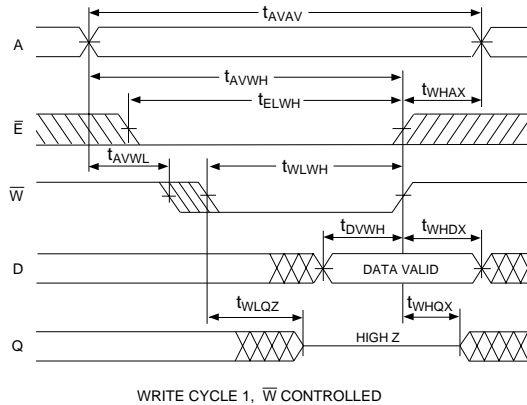 tAVAV
A
tAVWH
tELWH
tWHAX
E̅
tAVWL
tWLWH
W̅
tDVWH
tWHDX
D
DATA VALID
tWLQZ
tWHQX
Q
HIGH Z
WRITE CYCLE 1, W̅ CONTROLLED